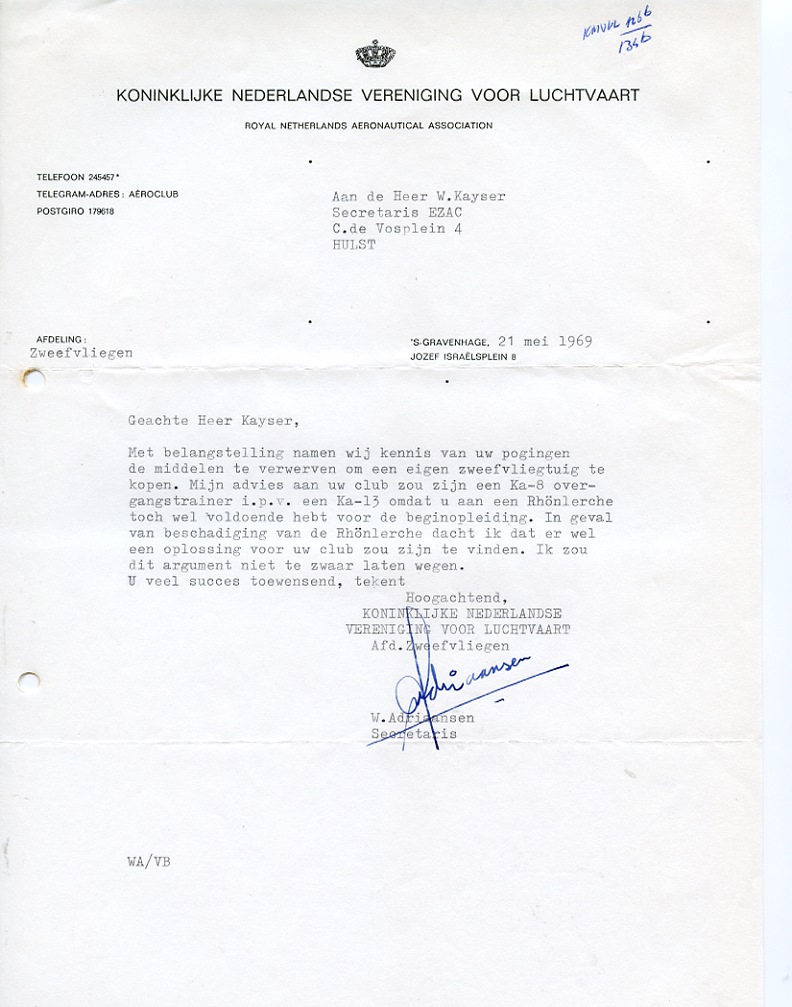 126b
134b
KONINKLIJKE NEDERLANDSE VERENIGING VOOR LUCHTVAART
ROYAL NETHERLANDS AERONAUTICAL ASSOCIATION
TELEFOON 245457*
TELEGRAM-ADRES: AÉROCLUB
POSTGIRO 179618
Aan de Heer W.Kayser
Secretaris EZAC
C.de Vosplein 4
HULST
AFDELING:
Zweefvliegen
'S-GRAVENHAGE, 21 mei 1969
JOZEF ISRAËLSPLEIN 8
Geachte Heer Kayser,
Met belangstelling namen wij kennis van uw pogingen
de middelen te verwerven om een eigen zweefvliegtuig te
kopen. Mijn advies aan uw club zou zijn een Ka-8 over-
gangstrainer i.p.v. een Ka-13 omdat u aan een Rhönlerche
toch wel voldoende hebt voor de beginopleiding. In geval
van beschadiging van de Rhönlerche dacht ik dat er wel
een oplossing voor uw club zou zijn te vinden. Ik zou
dit argument niet te zwaar laten wegen.
U veel succes toewensend, tekent
Hoogachtend,
KONINKLIJKE NEDERLANDSE
VERENIGING VOOR LUCHTVAART
Afd.Zweefvliegen
Adriaansen
W.Adriaansen
Secretaris
WA/VB